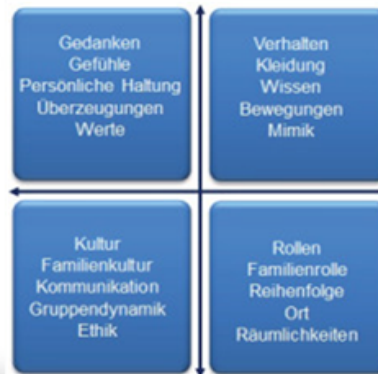 Gedanken
Gefühle
Persönliche Haltung
Überzeugungen
Werte
Verhalten
Kleidung
Wissen
Bewegungen
Mimik
Kultur
Familienkultur
Kommunikation
Gruppendynamik
Ethik
Rollen
Familienrolle
Reihenfolge
Ort
Räumlichkeiten